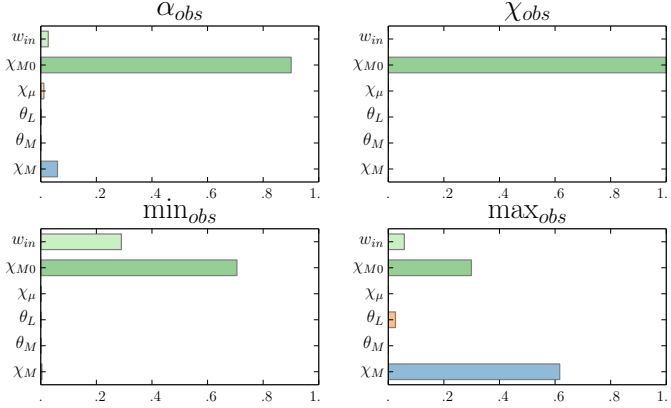 α_obs
w_in
χ_M0
χ_μ
θ_L
θ_M
χ_M
. .2 .4 .6 .8 1.
χ_obs
w_in
χ_M0
χ_μ
θ_L
θ_M
χ_M
. .2 .4 .6 .8 1.
min_obs
w_in
χ_M0
χ_μ
θ_L
θ_M
χ_M
. .2 .4 .6 .8 1.
max_obs
w_in
χ_M0
χ_μ
θ_L
θ_M
χ_M
. .2 .4 .6 .8 1.